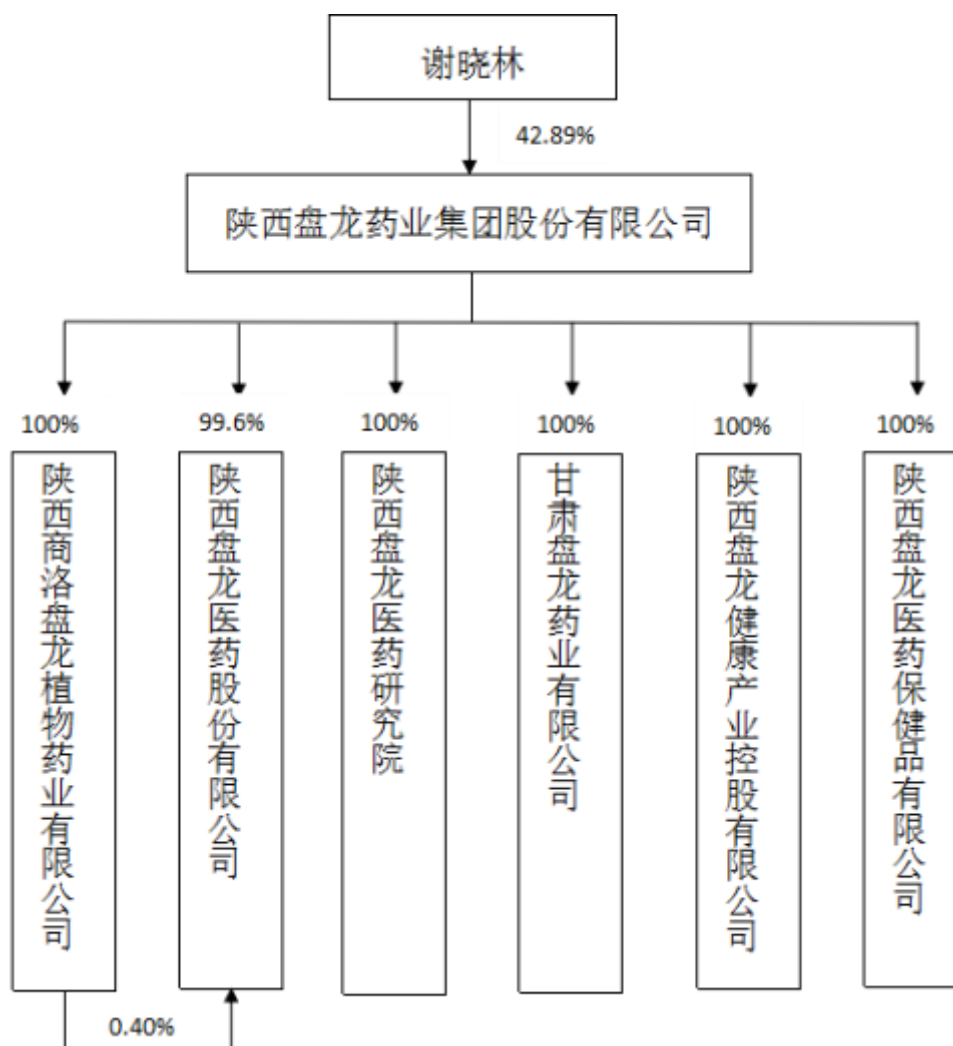 谢晓林
42.89%
陕西盘龙药业集团股份有限公司
100%
99.6%
100%
100%
100%
100%
陕西商洛盘龙植物药业有限公司
陕西盘龙医药股份有限公司
陕西盘龙医药研究院
甘肃盘龙药业有限公司
陕西盘龙健康产业控股有限公司
陕西盘龙医药保健品有限公司
0.40%